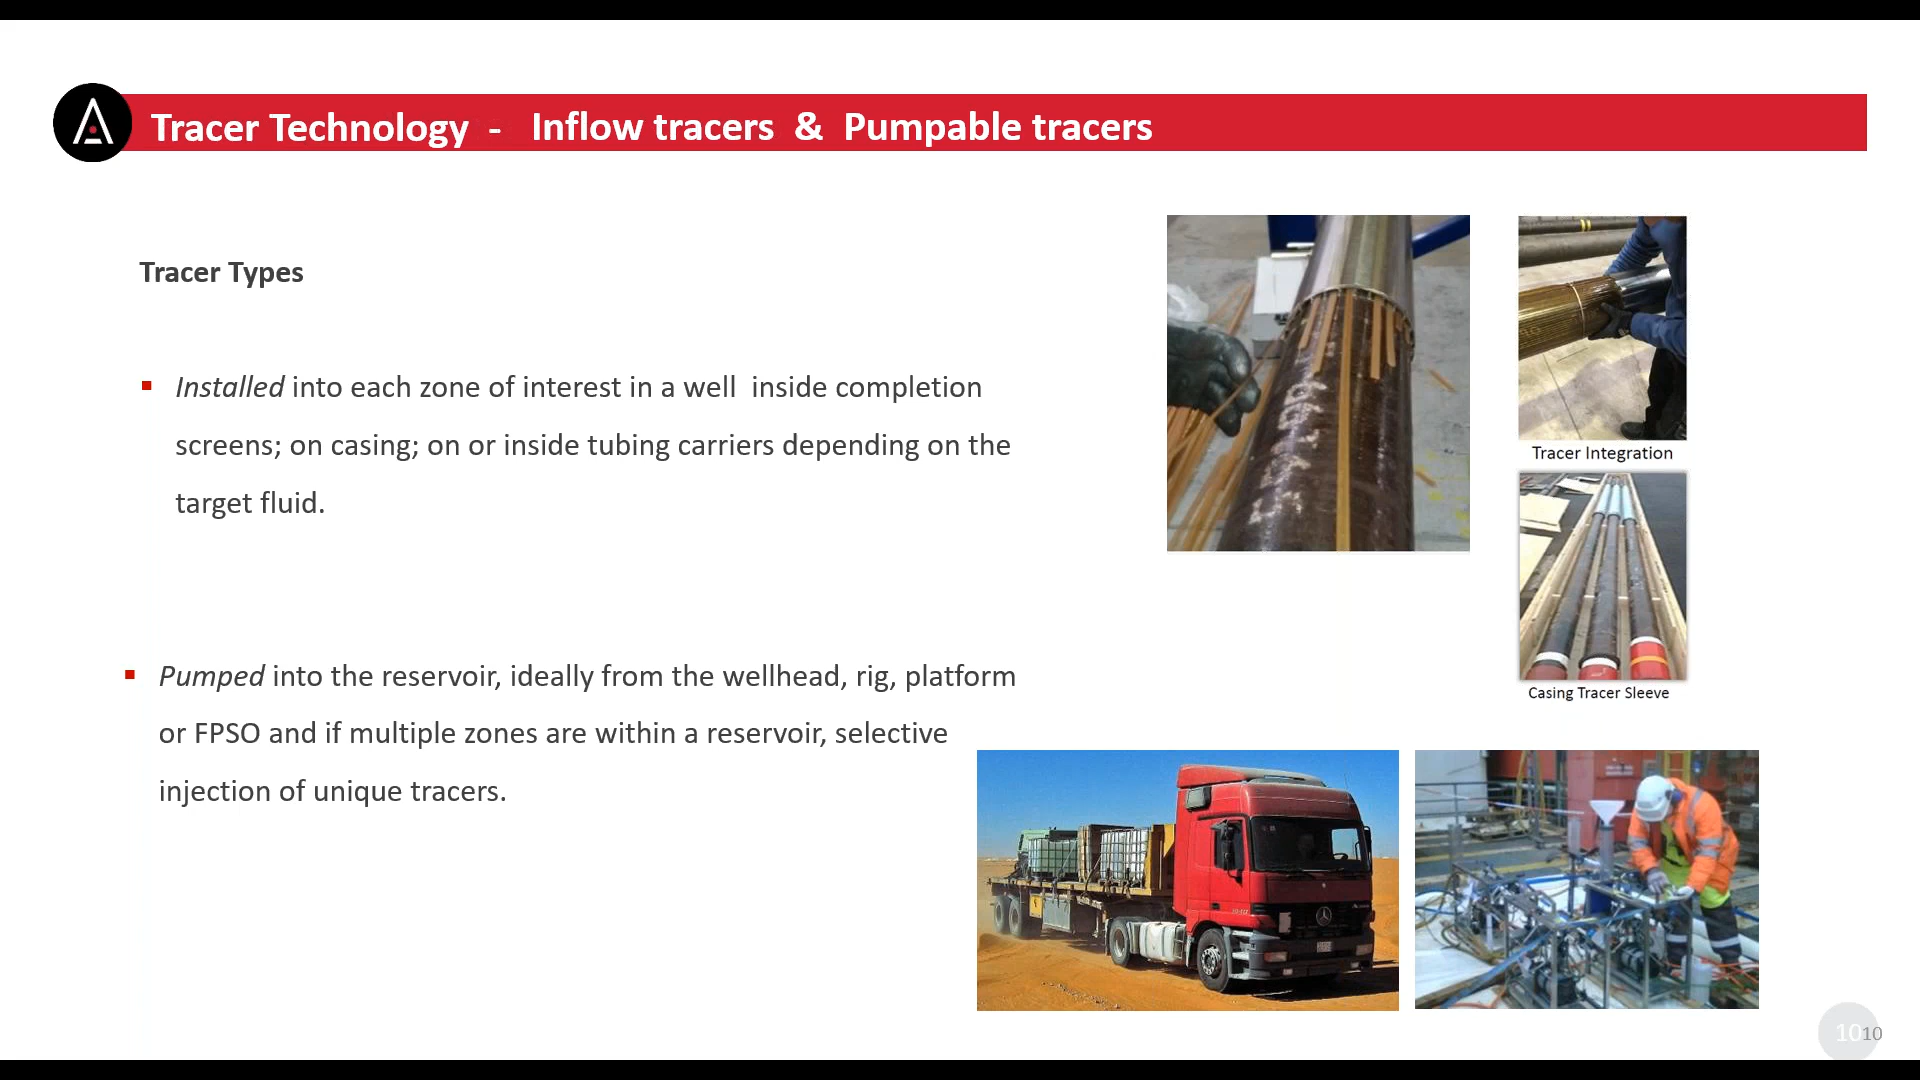 Tracer Technology - Inflow tracers & Pumpable tracers
Tracer Types
Installed into each zone of interest in a well inside completion
screens; on casing; on or inside tubing carriers depending on the
target fluid.
Pumped into the reservoir, ideally from the wellhead, rig, platform
or FPSO and if multiple zones are within a reservoir, selective
injection of unique tracers.
Tracer Integration
Casing Tracer Sleeve
10
10